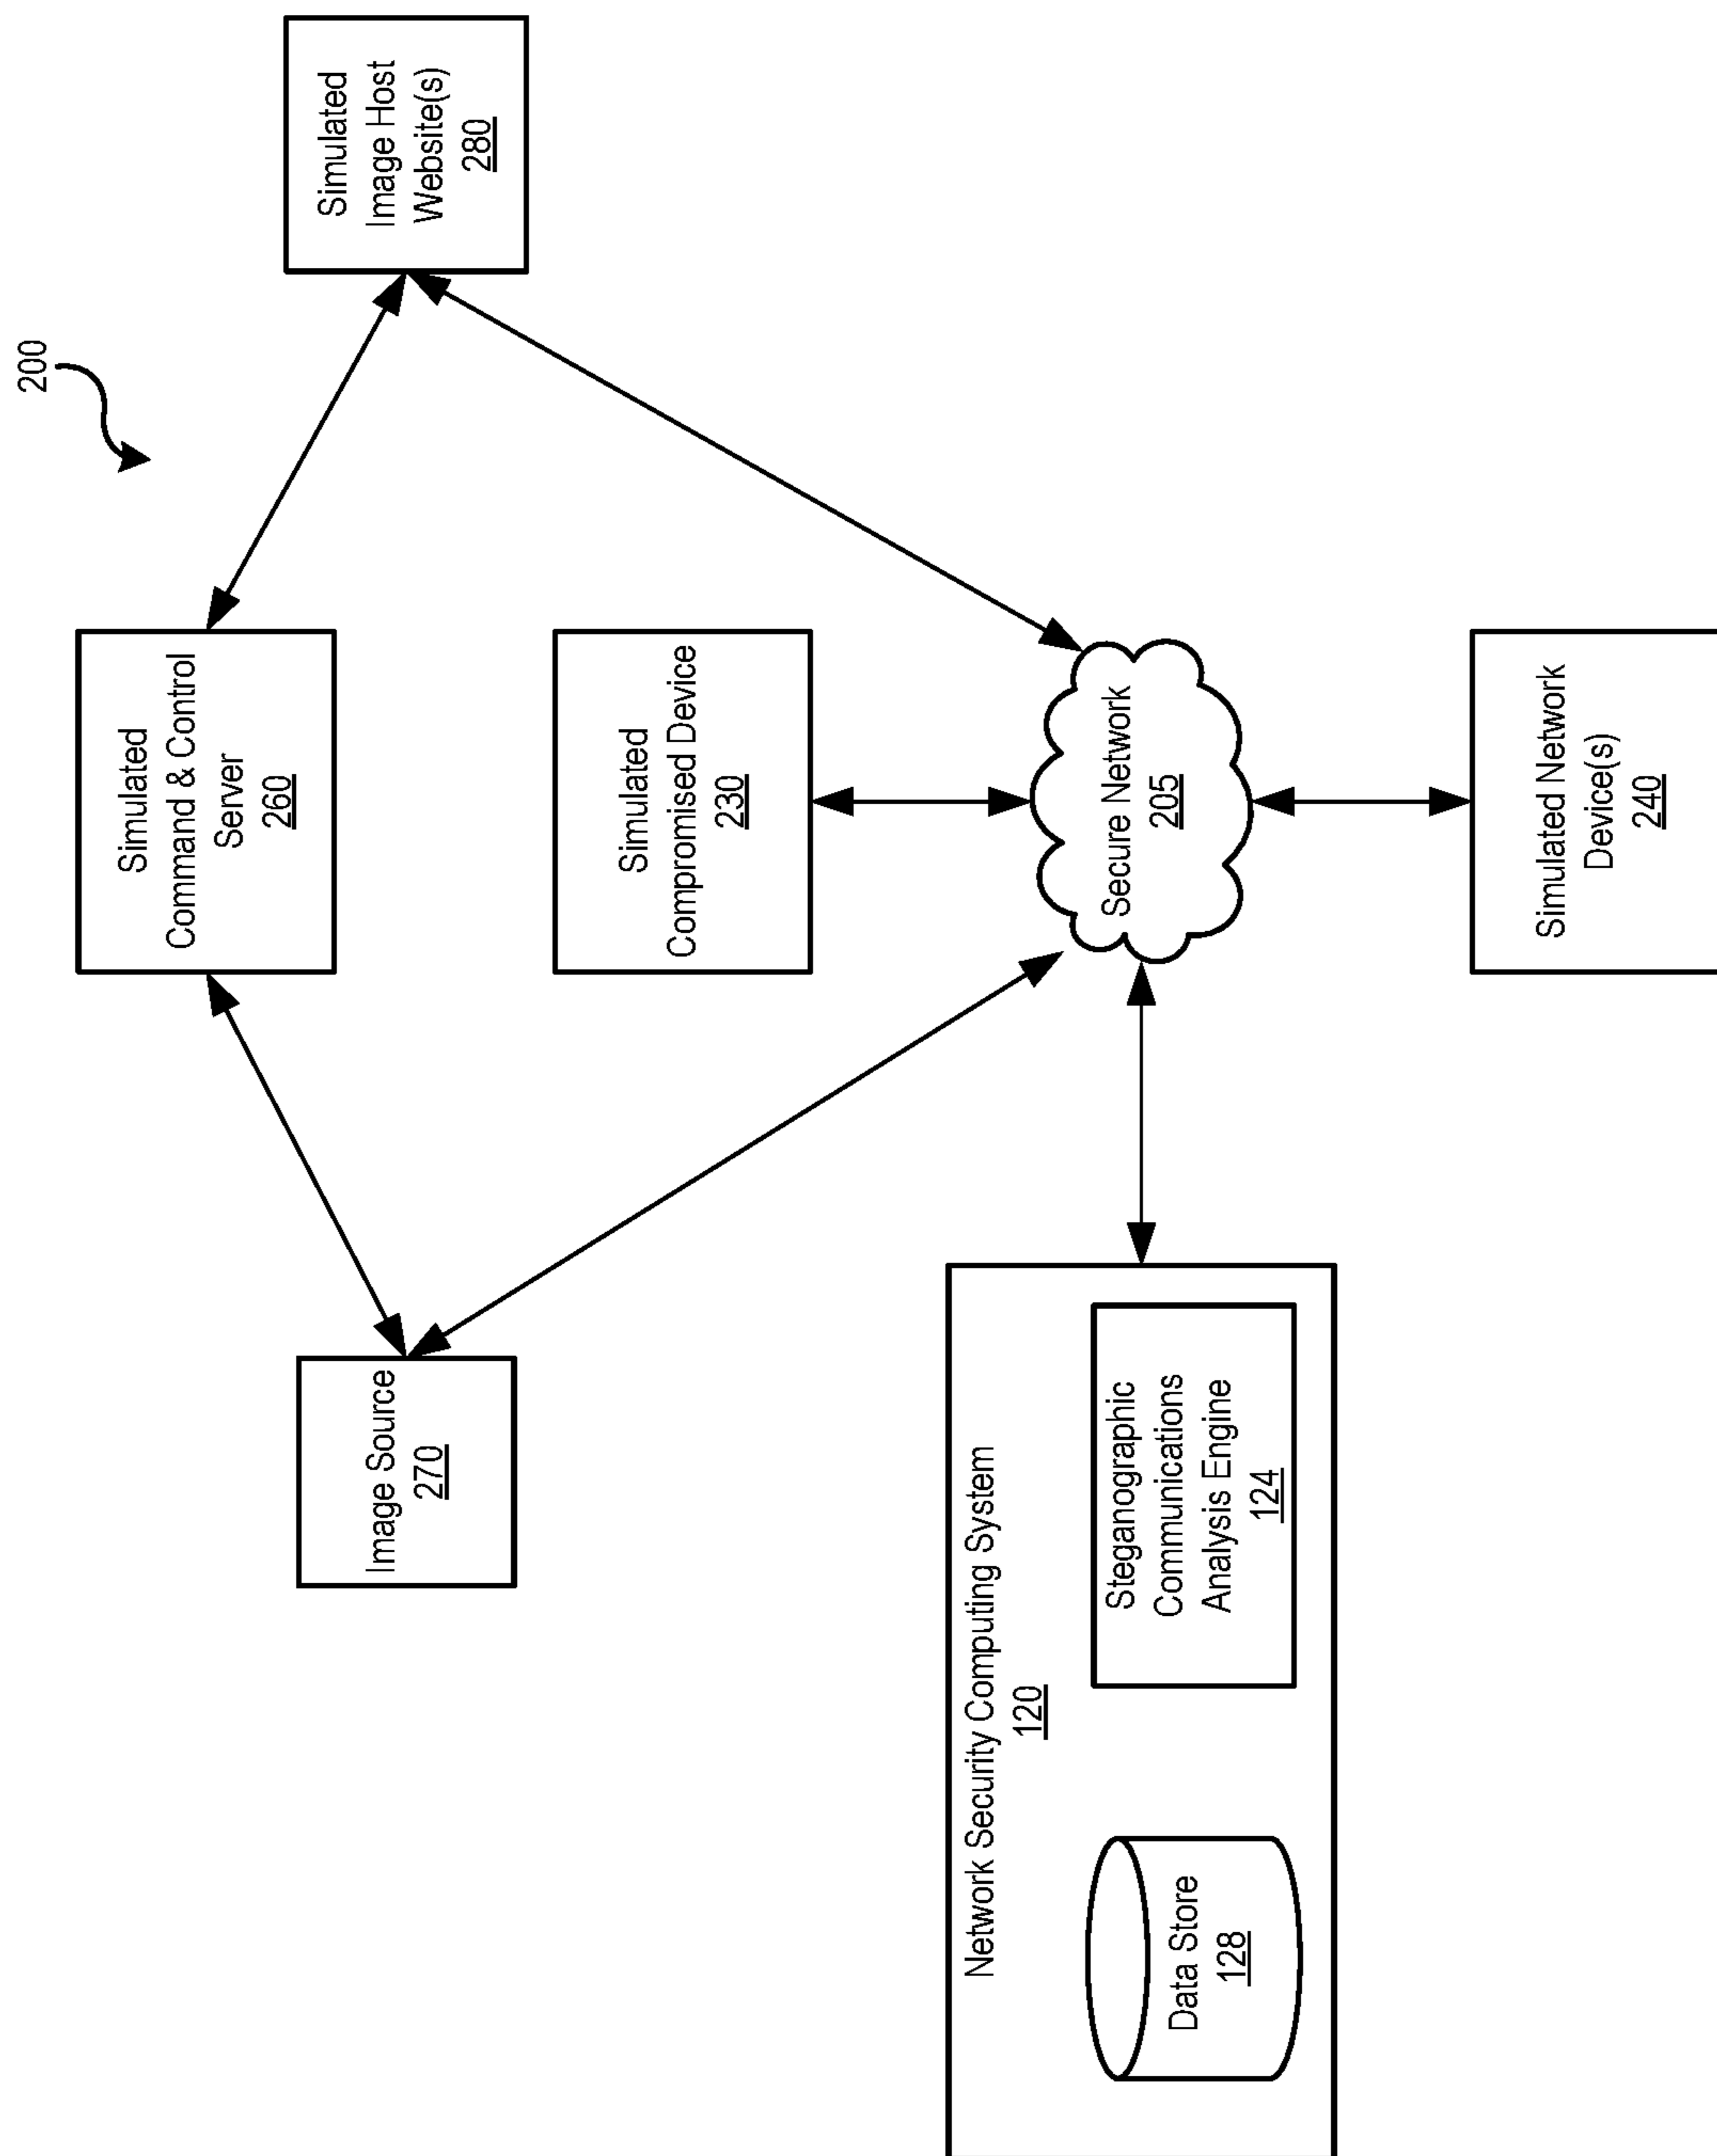 200
Simulated
Command & Control
Server
260
Image Source
270
Simulated
Image Host
Website(s)
280
Simulated
Compromised Device
230
Network Security Computing System
120
Data Store
128
Steganographic
Communications
Analysis Engine
124
Secure Network
205
Simulated Network
Device(s)
240